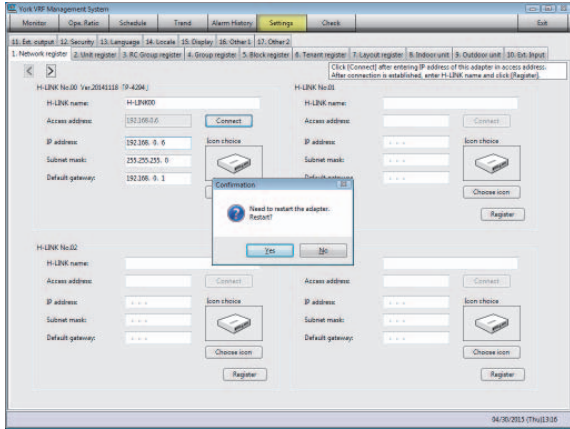 York VRF Management System
Monitor Ope. Ratio Schedule Trend Alarm History Settings Check Exit
11. Ext. output 12. Security 13. Language 14. Locale 15. Display 16. Other1 17. Other2
1. Network register 2. Unit register 3. RC Group register 4. Group register 5. Block register 6. Tenant register 7. Layout register 8. Indoor unit 9. Outdoor unit 10. Ext. Input
< >
Click [Connect] after entering IP address of this adapter in access address.
After connection is established, enter H-LINK name and click [Register].
H-LINK No.00 Ver.20141118 [P-4294]
H-LINK name: H-LINK00
Access address: 192.168.0.6 Connect
IP address: 192.168. 0. 6 Icon choice
Subnet mask: 255.255.255. 0
Default gateway: 192.168. 0. 1
H-LINK No.01
H-LINK name:
Access address: Connect
IP address: . . . Icon choice
Subnet mask: . . .
Default gateway: . . .
Choose icon
Register
Confirmation
Need to restart the adapter.
Restart?
Yes No
H-LINK No.02
H-LINK name:
Access address: Connect
IP address: . . . Icon choice
Subnet mask: . . .
Default gateway: . . .
Choose icon
Register
Access address: Connect
IP address: . . . Icon choice
Subnet mask: . . .
Default gateway: . . .
Choose icon
Register
04/30/2015 (Thu)13:16